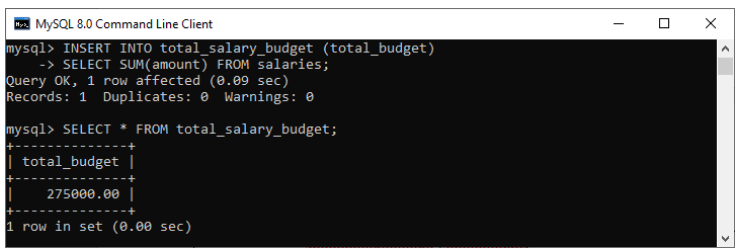 MySQL 8.0 Command Line Client
mysql> INSERT INTO total_salary_budget (total_budget)
    -> SELECT SUM(amount) FROM salaries;
Query OK, 1 row affected (0.09 sec)
Records: 1  Duplicates: 0  Warnings: 0

mysql> SELECT * FROM total_salary_budget;
+--------------+
| total_budget |
+--------------+
|    275000.00 |
+--------------+
1 row in set (0.00 sec)